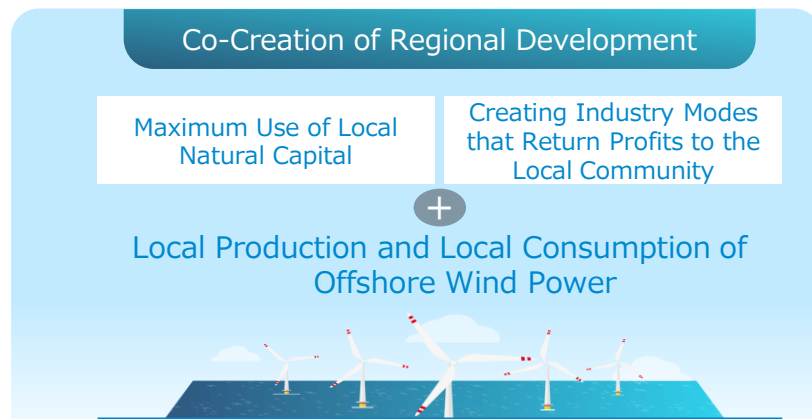 Co-Creation of Regional Development
Maximum Use of Local
Natural Capital
Creating Industry Modes
that Return Profits to the
Local Community
+
Local Production and Local Consumption of
Offshore Wind Power